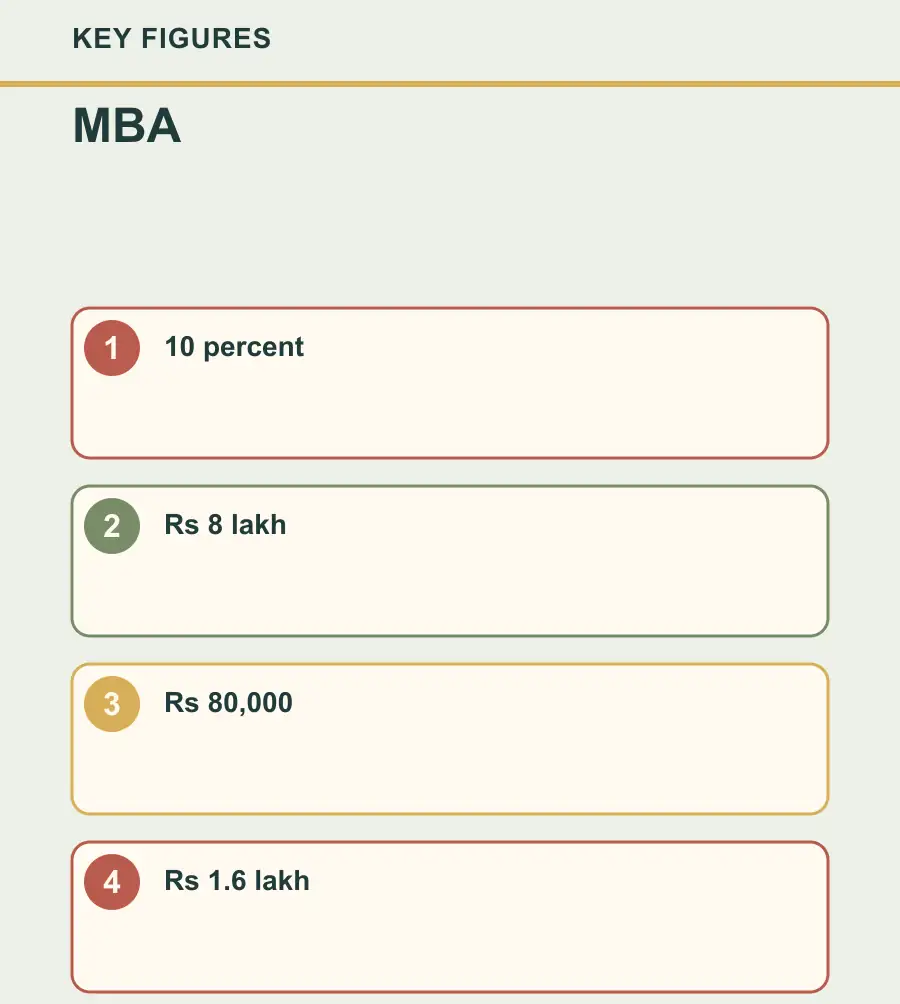 KEY FIGURES
MBA
1
10 percent
2
Rs 8 lakh
3
Rs 80,000
4
Rs 1.6 lakh